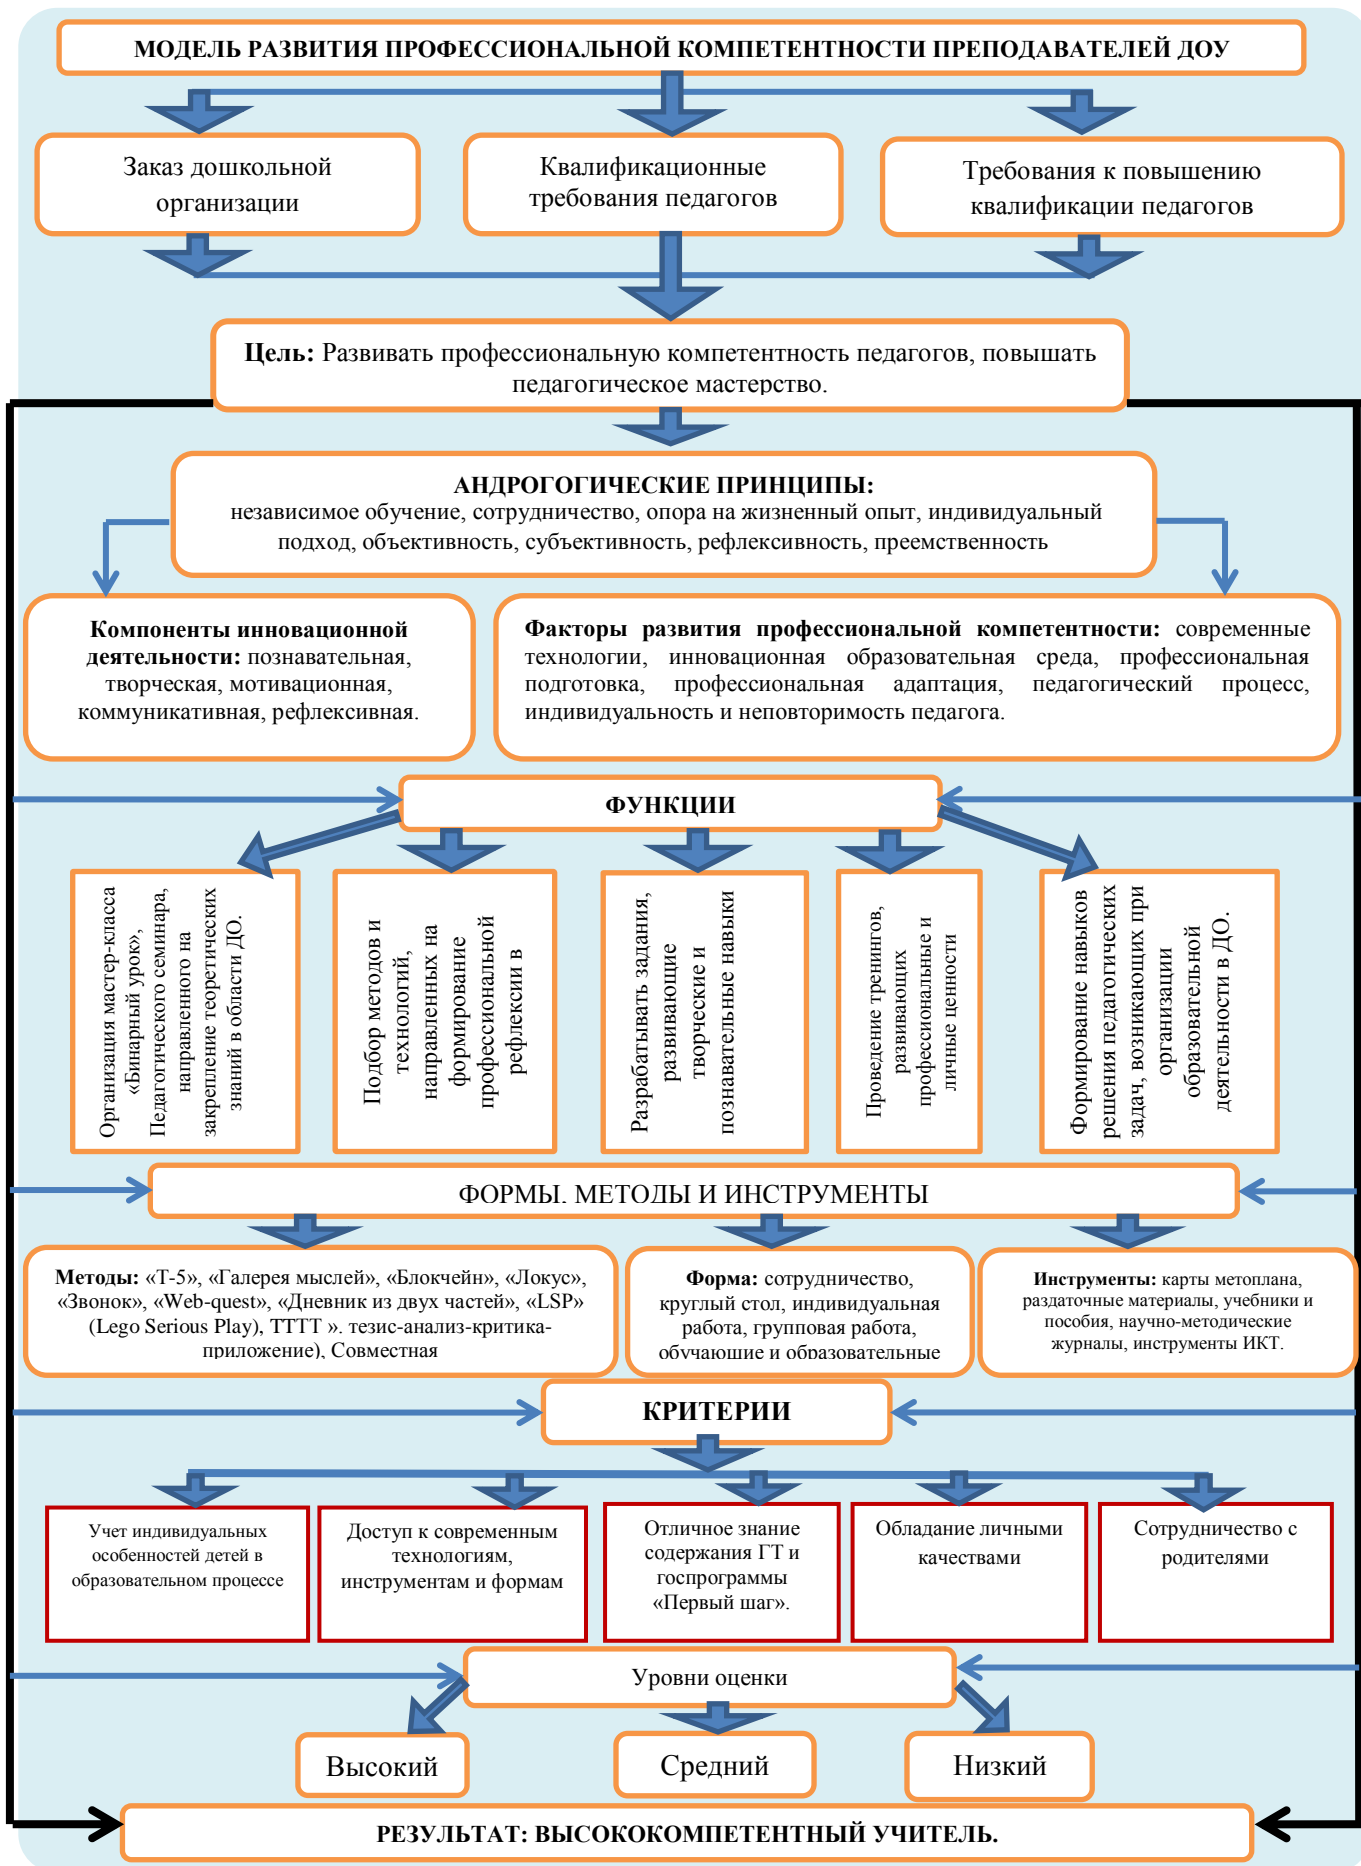 МОДЕЛЬ РАЗВИТИЯ ПРОФЕССИОНАЛЬНОЙ КОМПЕТЕНТНОСТИ ПРЕПОДАВАТЕЛЕЙ ДОУ
Заказ дошкольной
организации
Квалификационные
требования педагогов
Требования к повышению
квалификации педагогов
Цель: Развивать профессиональную компетентность педагогов, повышать
педагогическое мастерство.
АНДРОГОГИЧЕСКИЕ ПРИНЦИПЫ:
независимое обучение, сотрудничество, опора на жизненный опыт, индивидуальный
подход, объективность, субъективность, рефлексивность, преемственность
Компоненты инновационной
деятельности: познавательная,
творческая, мотивационная,
коммуникативная, рефлексивная.
Факторы развития профессиональной компетентности: современные
технологии, инновационная образовательная среда, профессиональная
подготовка, профессиональная адаптация, педагогический процесс,
индивидуальность и неповторимость педагога.
ФУНКЦИИ
Организация мастер-класса
«Бинарный урок»,
Педагогического семинара,
направленного на
закрепление теоретических
знаний в области ДО.
Подбор методов и
технологий,
направленных на
формирование
профессиональной
рефлексии в
Разрабатывать задания,
развивающие
творческие и
познавательные навыки
Проведение тренингов,
развивающих
профессиональные и
личные ценности
Формирование навыков
решения педагогических
задач, возникающих при
организации
образовательной
деятельности в ДО.
ФОРМЫ, МЕТОДЫ И ИНСТРУМЕНТЫ
Методы: «Т-5», «Галерея мыслей», «Блокчейн», «Локус»,
«Звонок», «Web-quest», «Дневник из двух частей», «LSP»
(Lego Serious Play), ТТТТ ». тезис-анализ-критика-
приложение), Совместная
Форма: сотрудничество,
круглый стол, индивидуальная
работа, групповая работа,
обучающие и образовательные
Инструменты: карты метоплана,
раздаточные материалы, учебники и
пособия, научно-методические
журналы, инструменты ИКТ.
КРИТЕРИИ
Учет индивидуальных
особенностей детей в
образовательном процессе
Доступ к современным
технологиям,
инструментам и формам
Отличное знание
содержания ГТ и
госпрограммы
«Первый шаг».
Обладание личными
качествами
Сотрудничество с
родителями
Уровни оценки
Высокий
Средний
Низкий
РЕЗУЛЬТАТ: ВЫСОКОКОМПЕТЕНТНЫЙ УЧИТЕЛЬ.